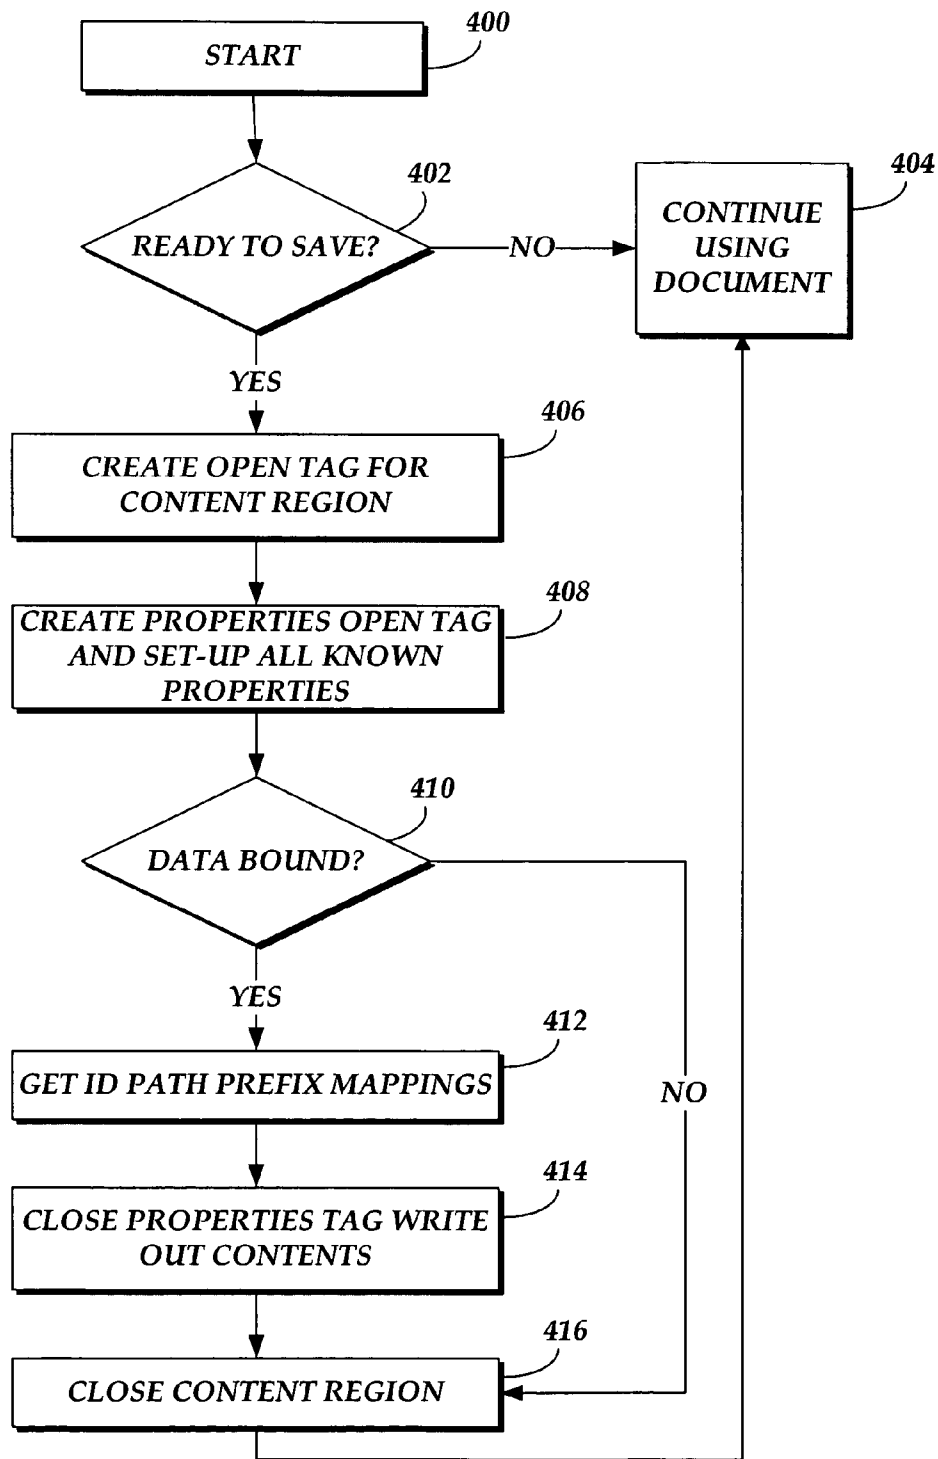 START
400
READY TO SAVE?
402
NO
CONTINUE
USING
DOCUMENT
404
YES
CREATE OPEN TAG FOR
CONTENT REGION
406
CREATE PROPERTIES OPEN TAG
AND SET-UP ALL KNOWN
PROPERTIES
408
DATA BOUND?
410
YES
NO
GET ID PATH PREFIX MAPPINGS
412
CLOSE PROPERTIES TAG WRITE
OUT CONTENTS
414
CLOSE CONTENT REGION
416